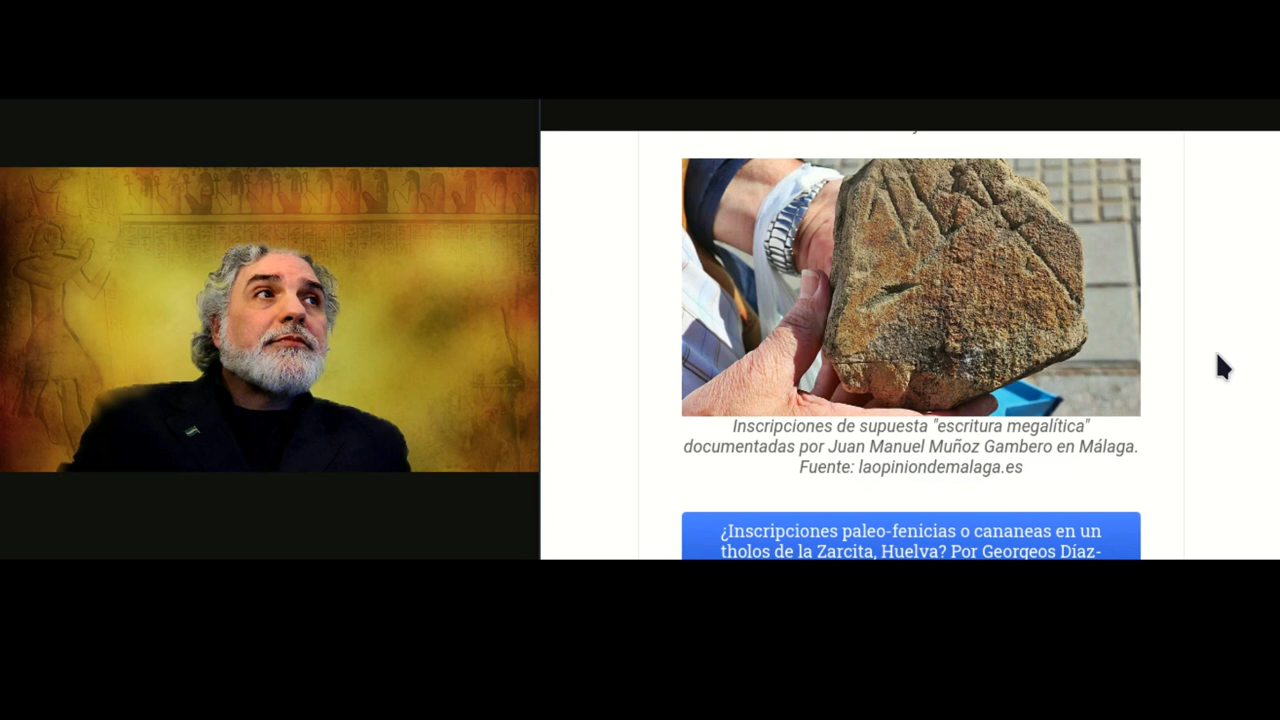 Inscripciones de supuesta "escritura megalítica"
documentadas por Juan Manuel Muñoz Gambero en Málaga.
Fuente: laopiniondemalaga.es
¿Inscripciones paleo-fenicias o cananeas en un
tholos de la Zarcita, Huelva? Por Georgeos Díaz-